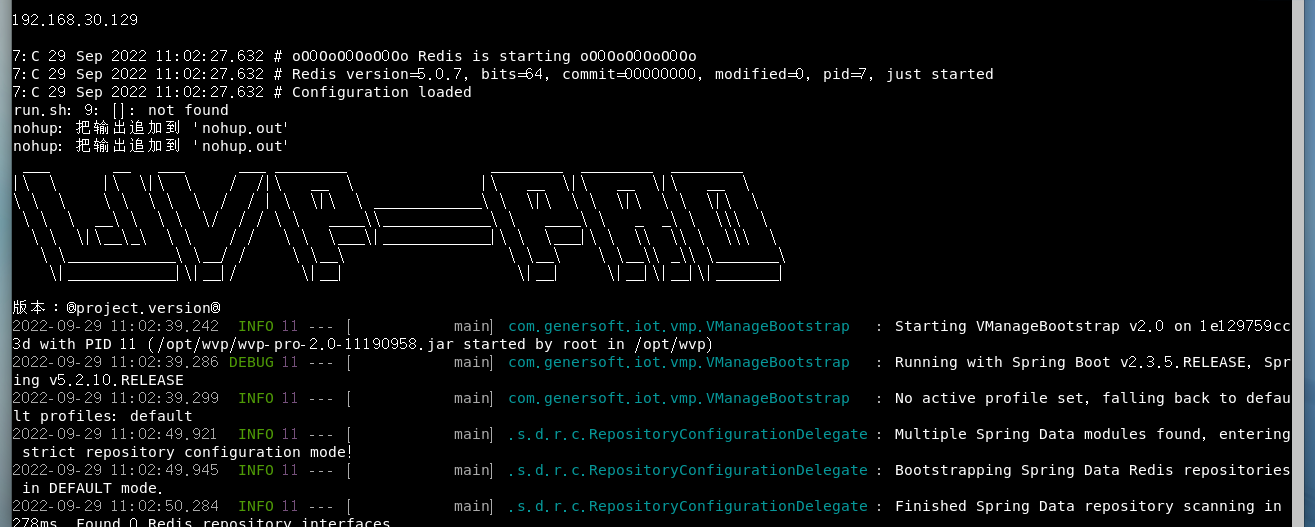 192.168.30.129
7:C 29 Sep 2022 11:02:27.632 # oO0OoO0OoO0Oo Redis is starting oO0OoO0OoO0Oo
7:C 29 Sep 2022 11:02:27.632 # Redis version=5.0.7, bits=64, commit=00000000, modified=0, pid=7, just started
7:C 29 Sep 2022 11:02:27.632 # Configuration loaded
run.sh: 9: []: not found
nohup: 把输出追加到 'nohup.out'
nohup: 把输出追加到 'nohup.out'
WVP-PRO
版本：@project.version@
2022-09-29 11:02:39.242  INFO 11 --- [           main] com.genersoft.iot.vmp.VManageBootstrap   : Starting VManageBootstrap v2.0 on 1e129759cc
3d with PID 11 (/opt/wvp/wvp-pro-2.0-11190958.jar started by root in /opt/wvp)
2022-09-29 11:02:39.286 DEBUG 11 --- [           main] com.genersoft.iot.vmp.VManageBootstrap   : Running with Spring Boot v2.3.5.RELEASE, Spr
ing v5.2.10.RELEASE
2022-09-29 11:02:39.299  INFO 11 --- [           main] com.genersoft.iot.vmp.VManageBootstrap   : No active profile set, falling back to defau
lt profiles: default
2022-09-29 11:02:49.921  INFO 11 --- [           main] .s.d.r.c.RepositoryConfigurationDelegate : Multiple Spring Data modules found, entering
 strict repository configuration mode!
2022-09-29 11:02:49.945  INFO 11 --- [           main] .s.d.r.c.RepositoryConfigurationDelegate : Bootstrapping Spring Data Redis repositories
 in DEFAULT mode.
2022-09-29 11:02:50.284  INFO 11 --- [           main] .s.d.r.c.RepositoryConfigurationDelegate : Finished Spring Data repository scanning in
278ms. Found 0 Redis repository interfaces